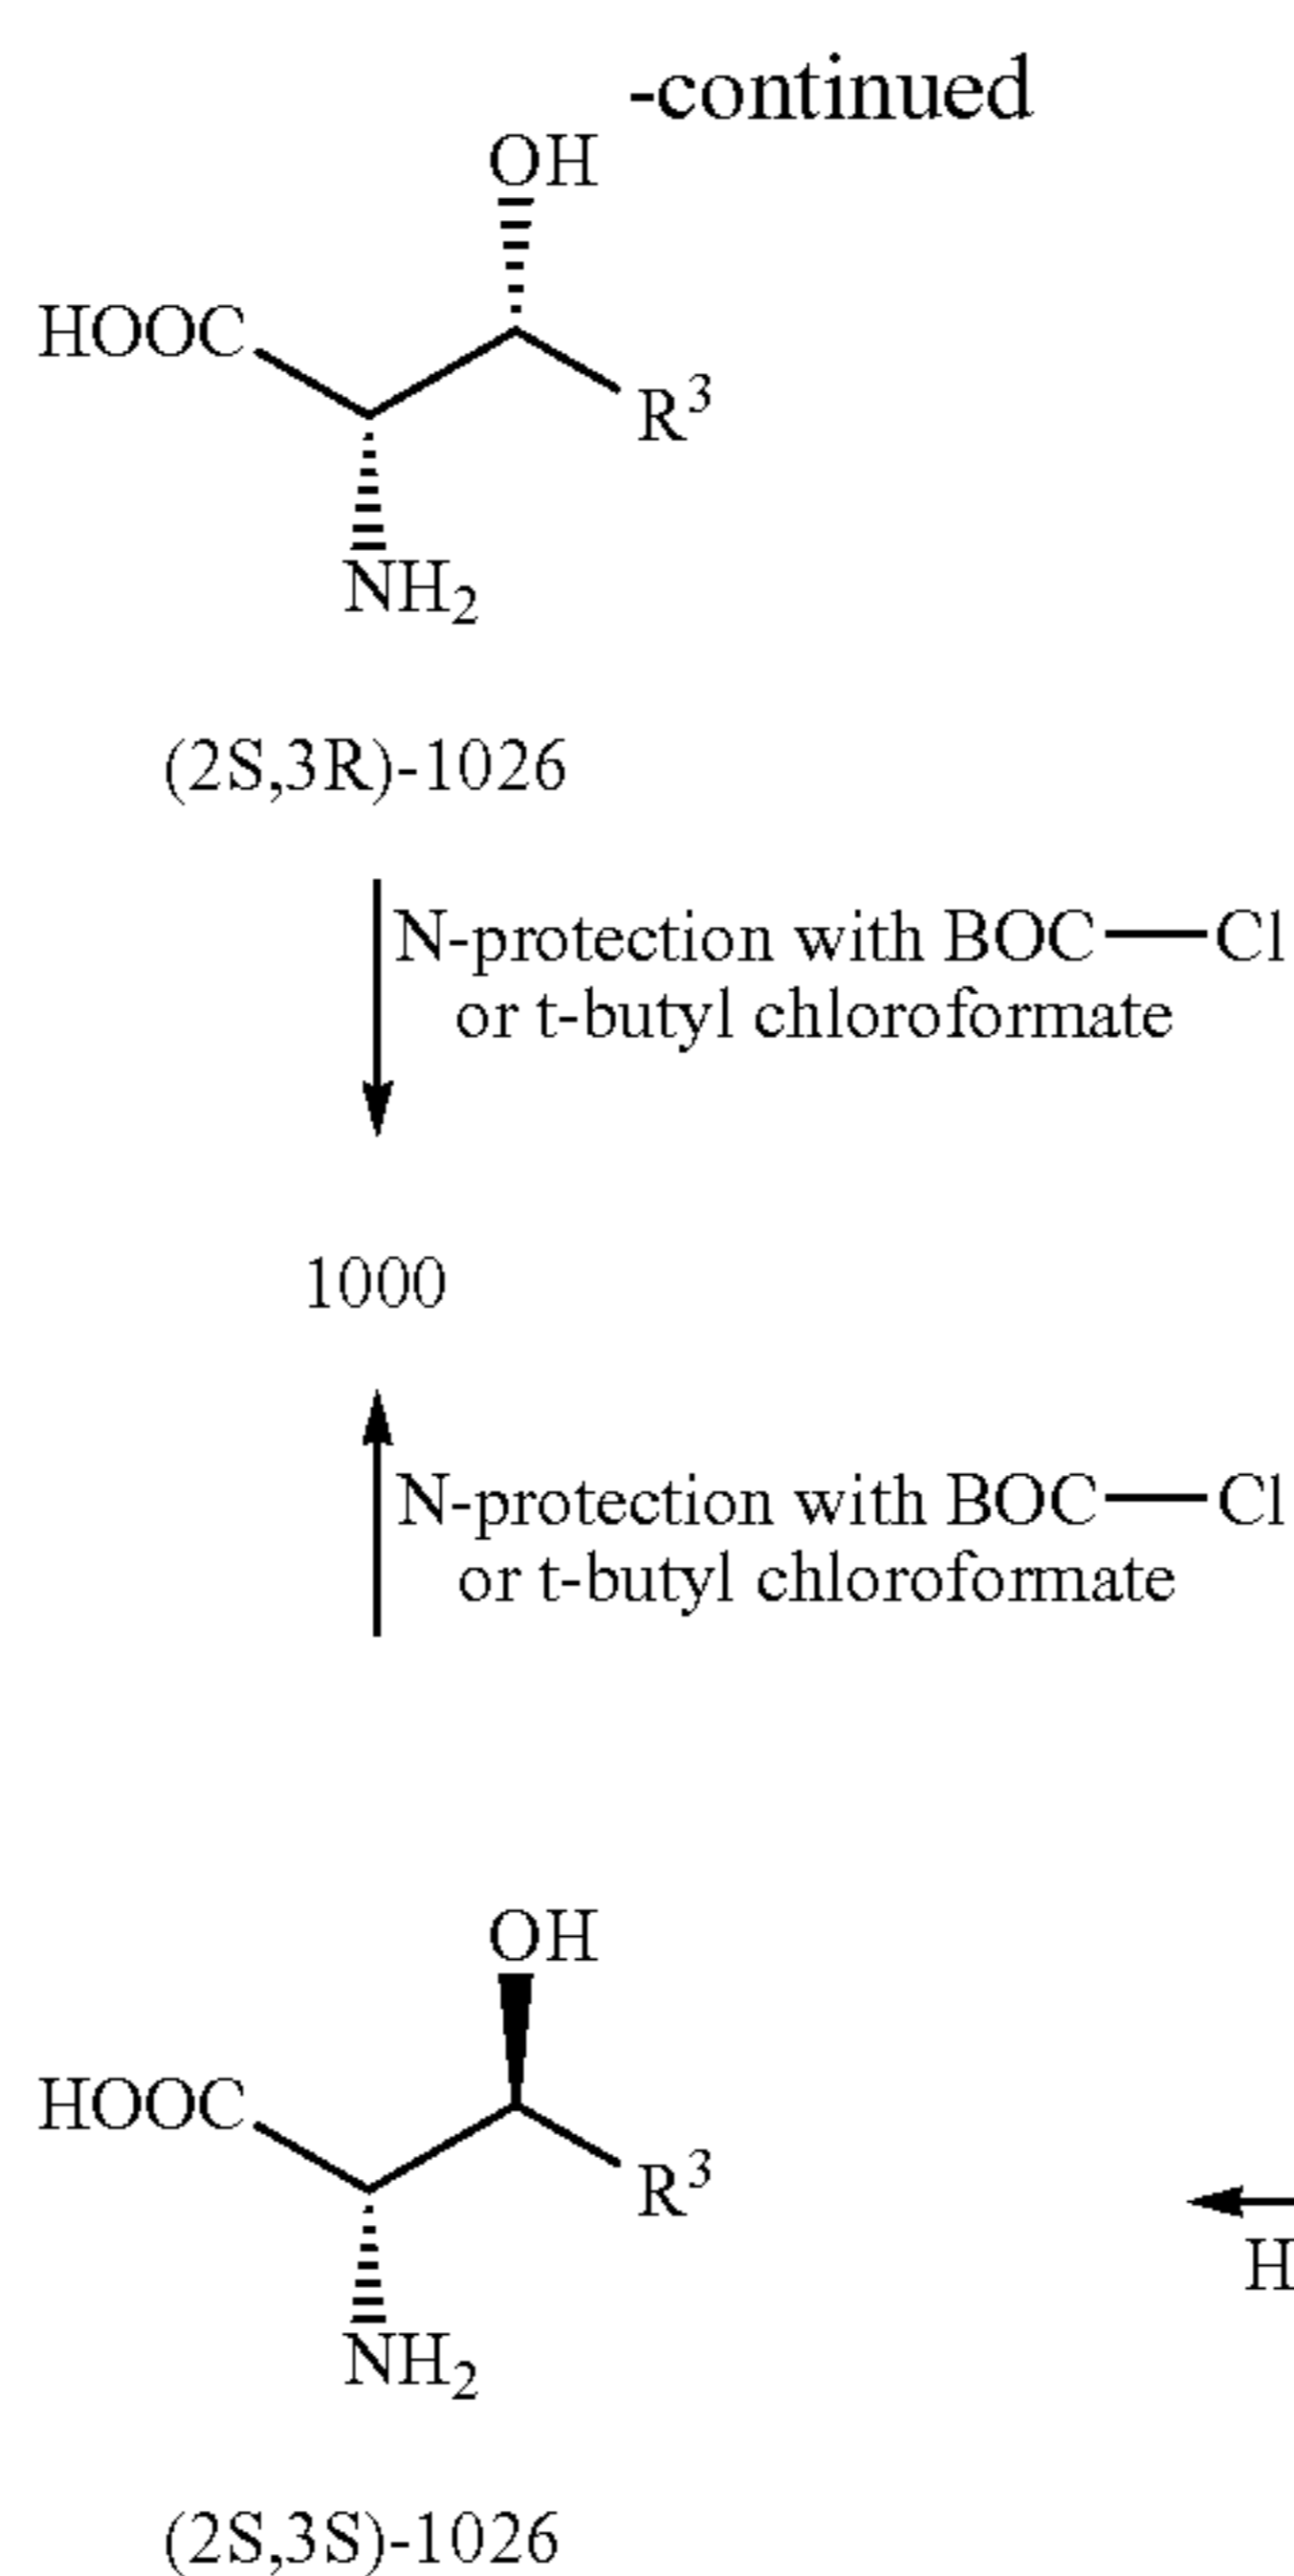 -continued
OH
HOOC
R³
NH₂
(2S,3R)-1026
N-protection with BOC—Cl
or t-butyl chloroformate
1000
N-protection with BOC—Cl
or t-butyl chloroformate
OH
HOOC
R³
H
NH₂
(2S,3S)-1026